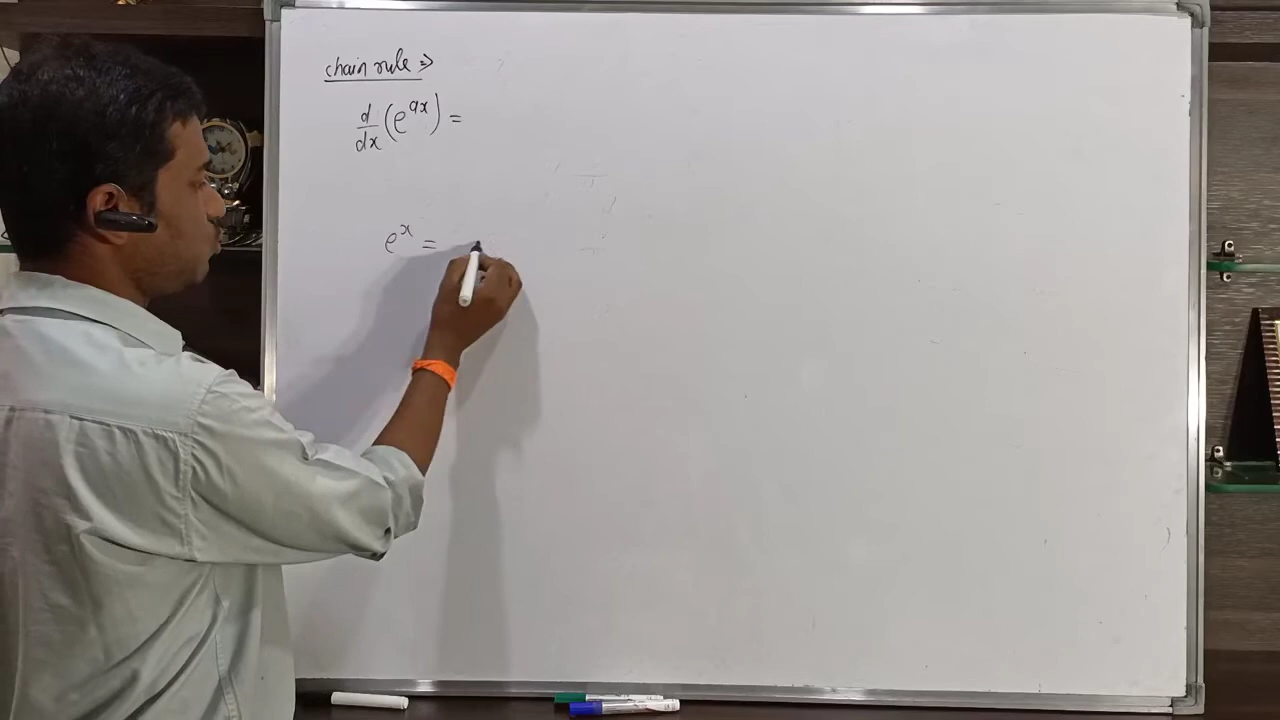 chain rule ⇒
d/dx (e^{ax}) =
e^x =